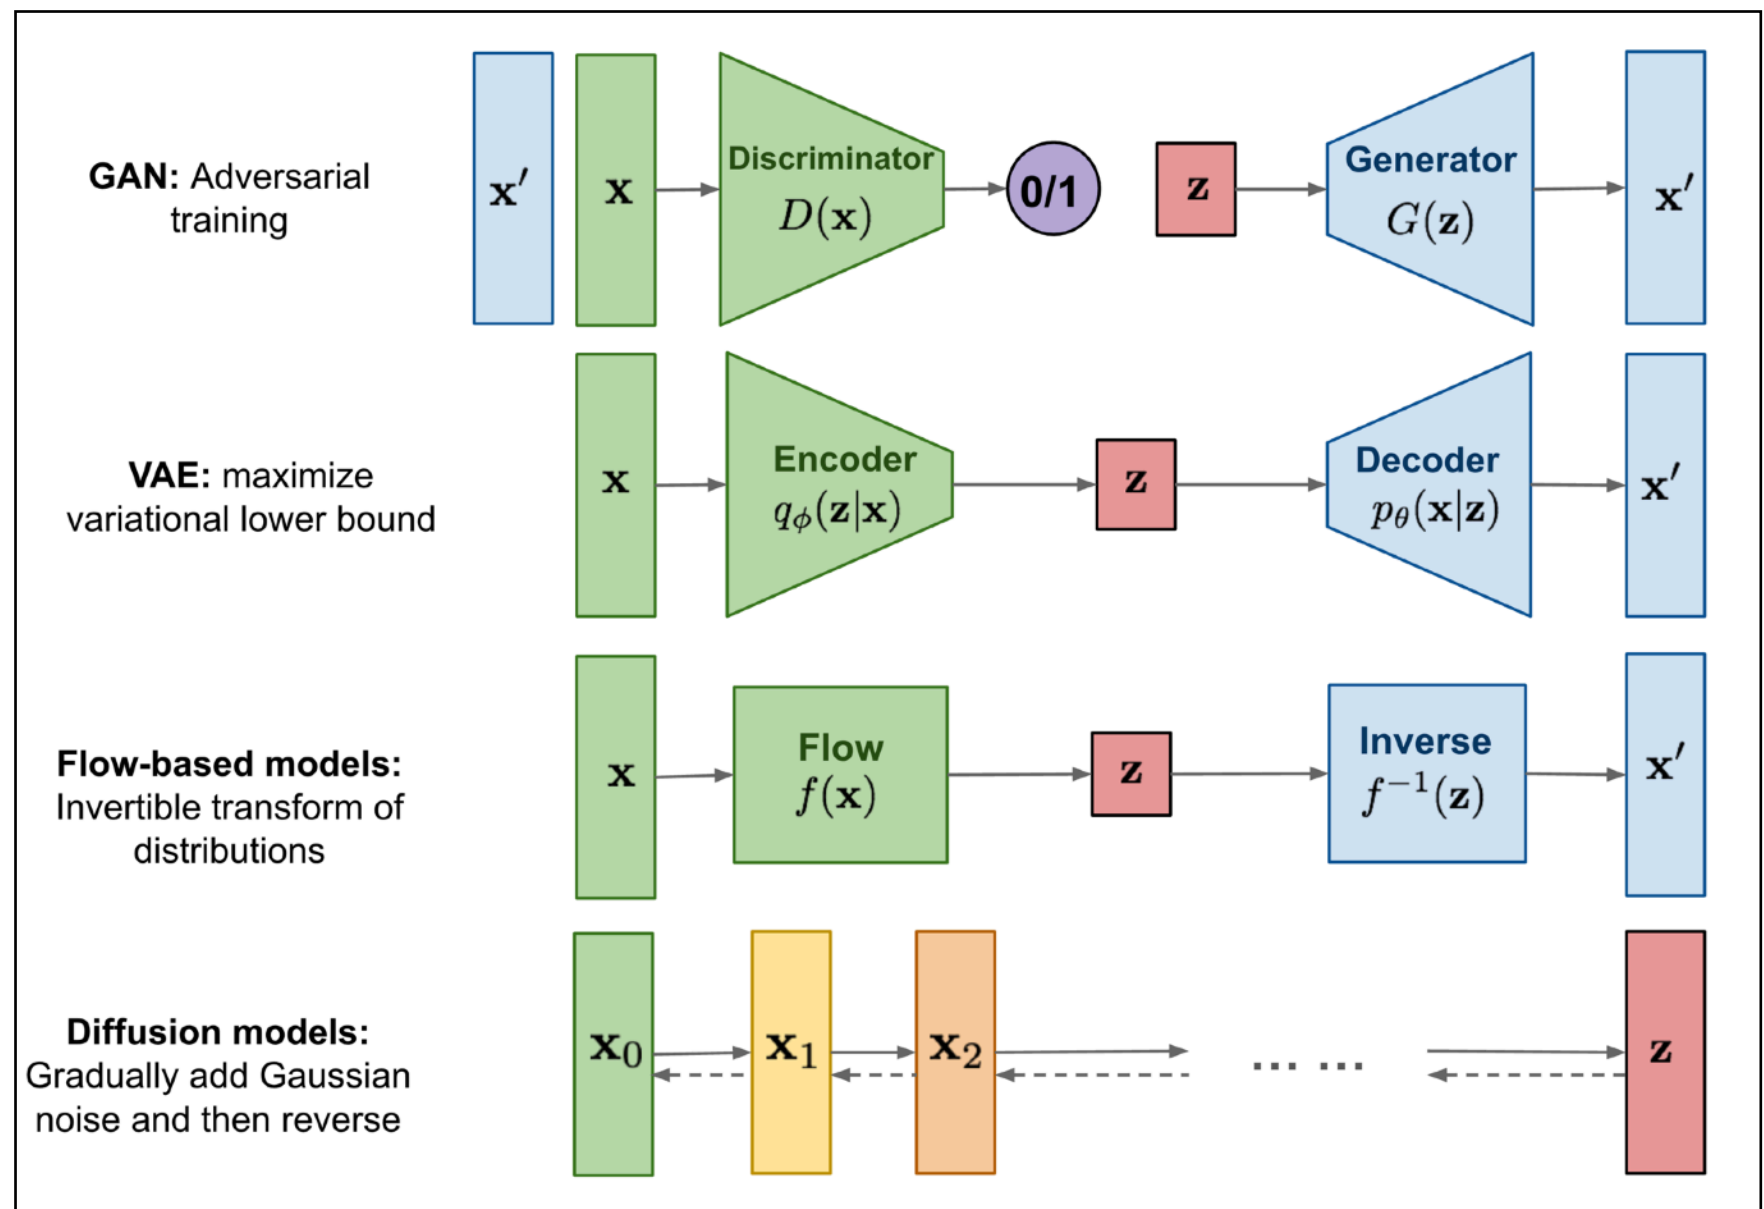 GAN: Adversarial
training
x′
x
Discriminator
D(x)
0/1
z
Generator
G(z)
x′
VAE: maximize
variational lower bound
x
Encoder
qϕ(z|x)
z
Decoder
pθ(x|z)
x′
Flow-based models:
Invertible transform of
distributions
x
Flow
f(x)
z
Inverse
f⁻¹(z)
x′
Diffusion models:
Gradually add Gaussian
noise and then reverse
x₀
x₁
x₂
... ...
z